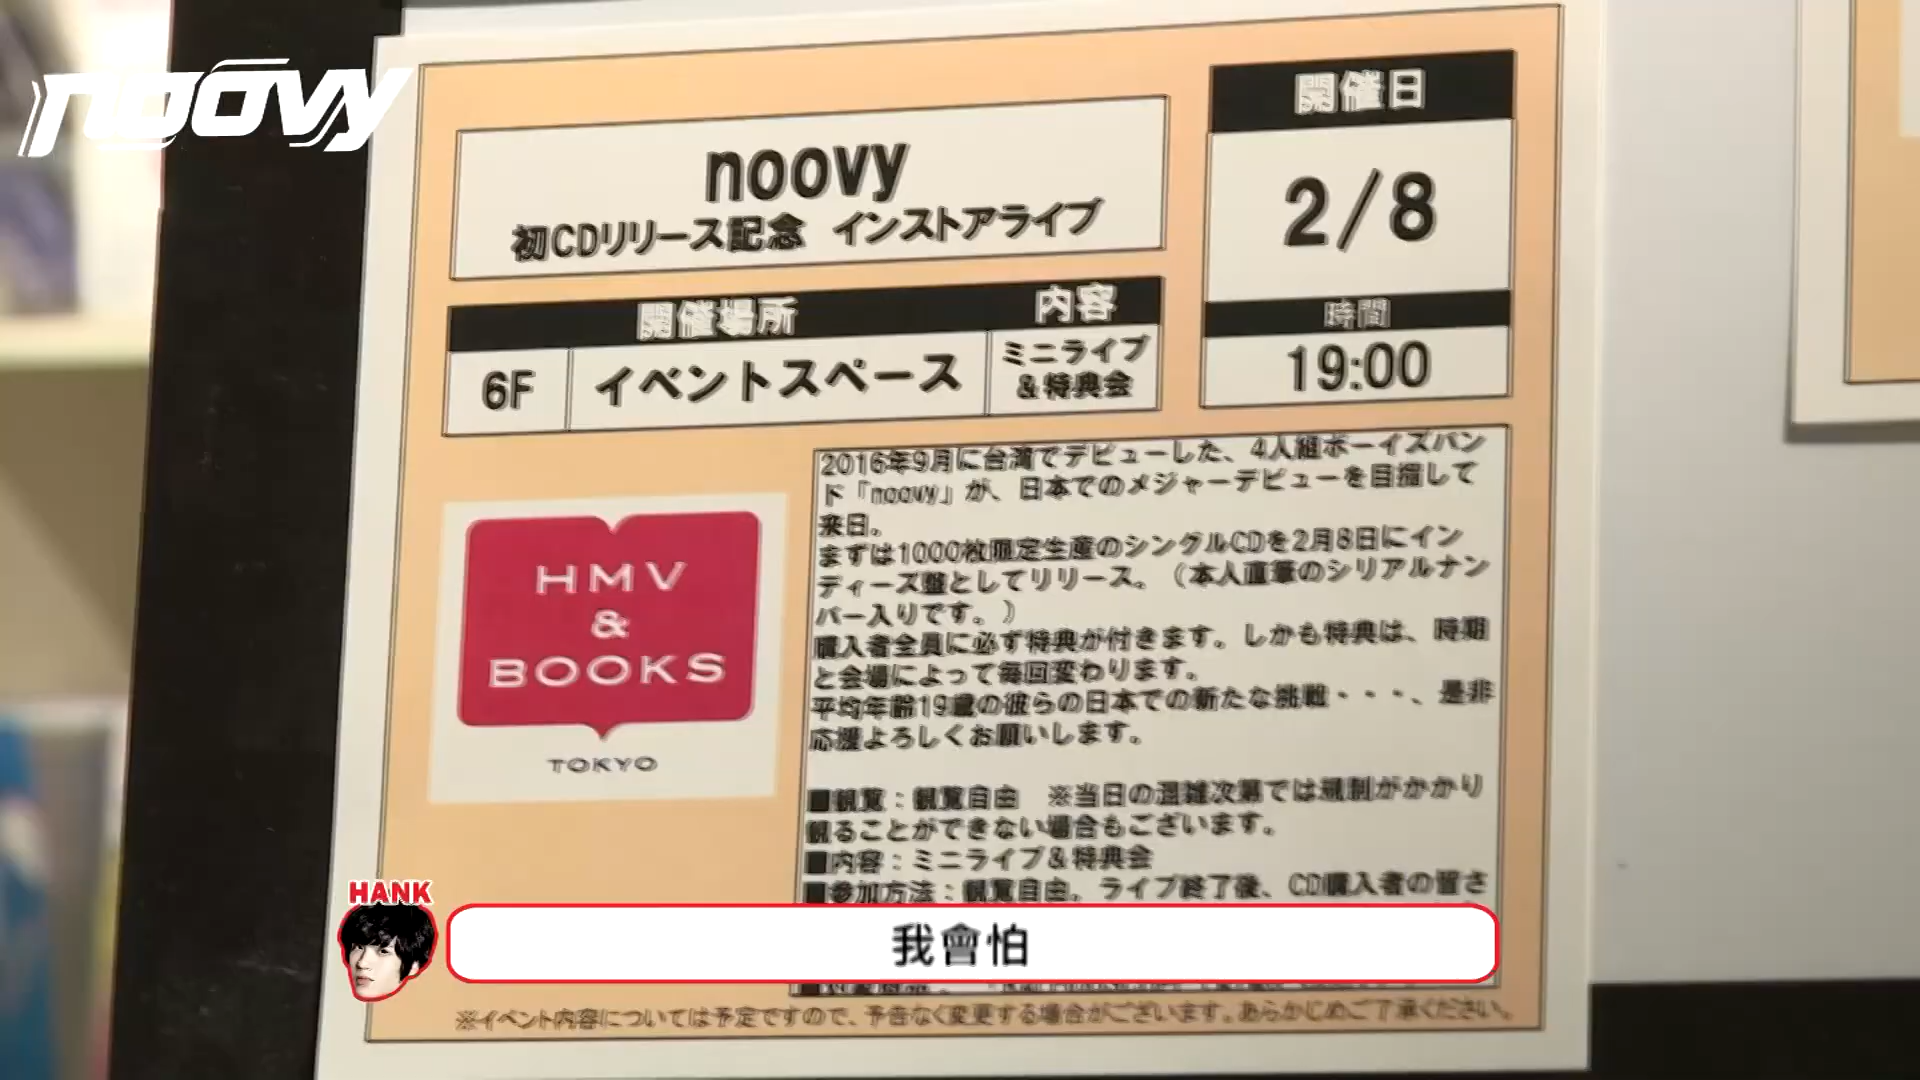 noovy
noovy
初CDリリース記念 インストアライブ
開催日
2/8
時間
19:00
開催場所
内容
6F
イベントスペース
ミニライブ
&特典会
HMV
&
BOOKS
TOKYO
2016年9月に台湾でデビューした、4人組ボーイズバン
ド「noovy」が、日本でのメジャーデビューを目指して
来日。
まずは1000枚限定生産のシングルCDを2月8日にイン
ディーズ盤としてリリース。（本人直筆のシリアルナン
バー入りです。）
購入者全員に必ず特典が付きます。しかも特典は、時期
と会場によって毎回変わります。
平均年齢19歳の彼らの日本での新たな挑戦・・・、是非
応援よろしくお願いします。
■観覧：観覧自由 ※当日の混雑次第では規制がかかり
観ることができない場合もございます。
■内容：ミニライブ&特典会
■参加方法：観覧自由。ライブ終了後、CD購入者の皆さ
HANK
我會怕
※イベント内容については予定ですので、予告なく変更する場合がございます。あらかじめご了承ください。